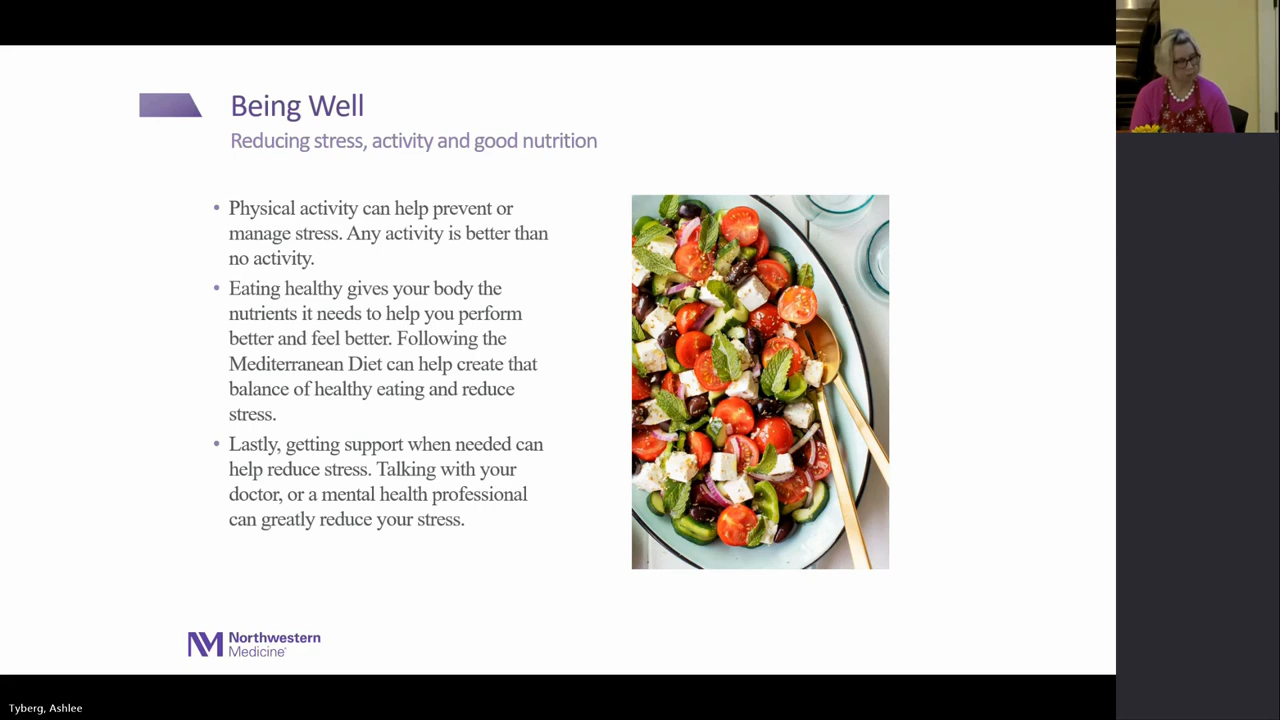 Being Well
Reducing stress, activity and good nutrition
• Physical activity can help prevent or
manage stress. Any activity is better than
no activity.
• Eating healthy gives your body the
nutrients it needs to help you perform
better and feel better. Following the
Mediterranean Diet can help create that
balance of healthy eating and reduce
stress.
• Lastly, getting support when needed can
help reduce stress. Talking with your
doctor, or a mental health professional
can greatly reduce your stress.
NM Northwestern
Medicine®
Tyberg, Ashlee